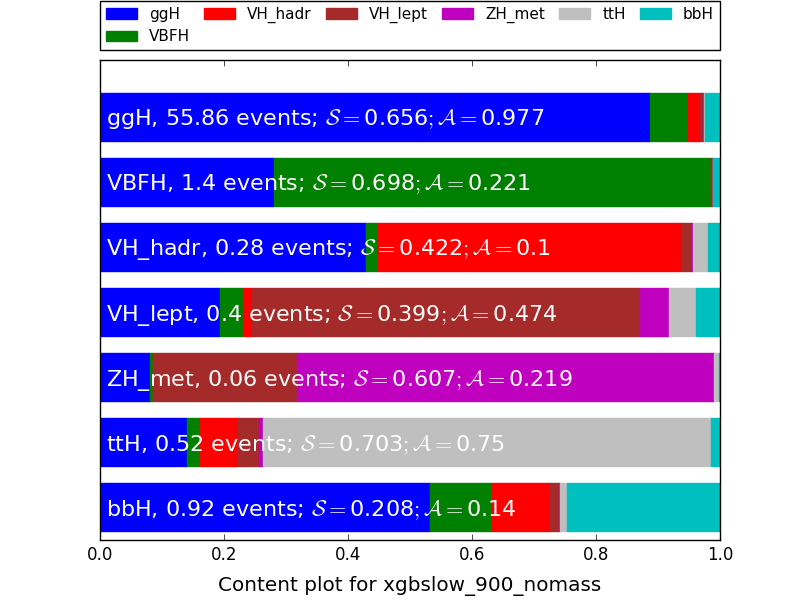 ggH VH_hadr VH_lept ZH_met ttH bbH
VBFH
ggH, 55.86 events; 𝒮 = 0.656; 𝒜 = 0.977
VBFH, 1.4 events; 𝒮 = 0.698; 𝒜 = 0.221
VH_hadr, 0.28 events; 𝒮 = 0.422; 𝒜 = 0.1
VH_lept, 0.4 events; 𝒮 = 0.399; 𝒜 = 0.474
ZH_met, 0.06 events; 𝒮 = 0.607; 𝒜 = 0.219
ttH, 0.52 events; 𝒮 = 0.703; 𝒜 = 0.75
bbH, 0.92 events; 𝒮 = 0.208; 𝒜 = 0.14
0.0 0.2 0.4 0.6 0.8 1.0
Content plot for xgbslow_900_nomass